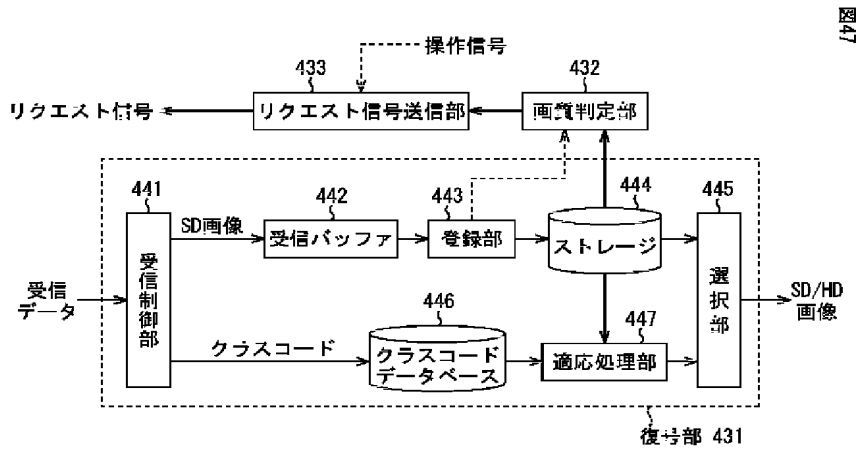 図47
操作信号
433
432
リクエスト信号
リクエスト信号送信部
画質判定部
441
442
443
444
445
SD画像
受信バッファ
登録部
ストレージ
受信
データ
受信制御部
選択部
SD/HD
画像
446
447
クラスコード
クラスコード
データベース
適応処理部
復号部 431